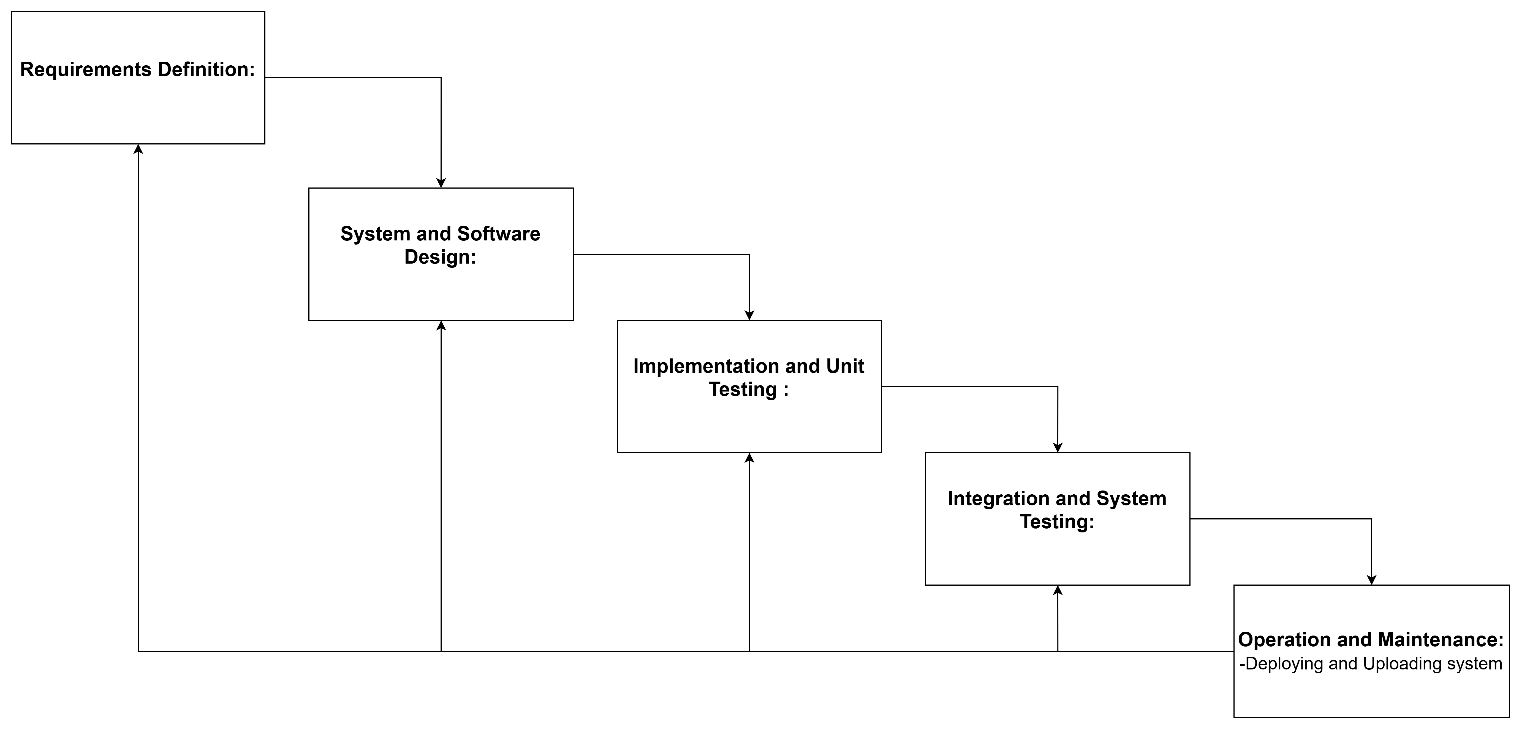 Requirements Definition:
System and Software
Design:
Implementation and Unit
Testing :
Integration and System
Testing:
Operation and Maintenance:
-Deploying and Uploading system